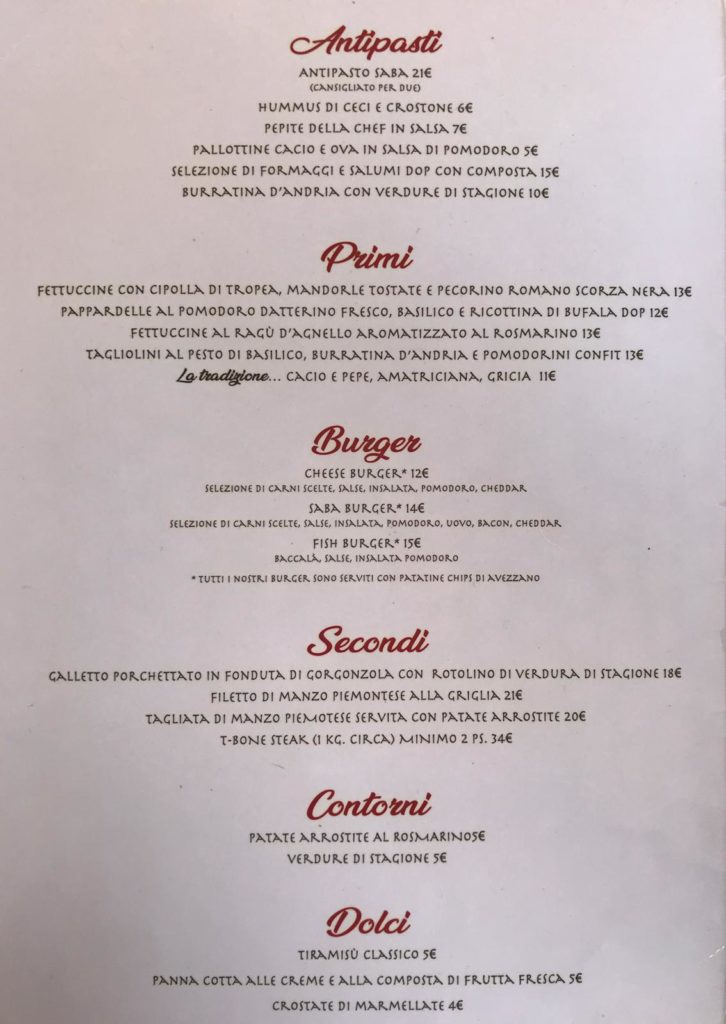 Antipasti
ANTIPASTO SABA 21€
(CANSIGLIATO PER DUE)
HUMMUS DI CECI E CROSTONE 6€
PEPITE DELLA CHEF IN SALSA 7€
PALLOTTINE CACIO E OVA IN SALSA DI POMODORO 5€
SELEZIONE DI FORMAGGI E SALUMI DOP CON COMPOSTA 15€
BURRATINA D'ANDRIA CON VERDURE DI STAGIONE 10€
Primi
FETTUCCINE CON CIPOLLA DI TROPEA, MANDORLE TOSTATE E PECORINO ROMANO SCORZA NERA 13€
PAPPARDELLE AL POMODORO DATTERINO FRESCO, BASILICO E RICOTTINA DI BUFALA DOP 12€
FETTUCCINE AL RAGÙ D'AGNELLO AROMATIZZATO AL ROSMARINO 13€
TAGLIOLINI AL PESTO DI BASILICO, BURRATINA D'ANDRIA E POMODORINI CONFIT 13€
La tradizione... CACIO E PEPE, AMATRICIANA, GRICIA 11€
Burger
CHEESE BURGER* 12€
SELEZIONE DI CARNI SCELTE, SALSE, INSALATA, POMODORO, CHEDDAR
SABA BURGER* 14€
SELEZIONE DI CARNI SCELTE, SALSE, INSALATA, POMODORO, UOVO, BACON, CHEDDAR
FISH BURGER* 15€
BACCALÀ, SALSE, INSALATA POMODORO
* TUTTI I NOSTRI BURGER SONO SERVITI CON PATATINE CHIPS DI AVEZZANO
Secondi
GALLETTO PORCHETTATO IN FONDUTA DI GORGONZOLA CON ROTOLINO DI VERDURA DI STAGIONE 18€
FILETTO DI MANZO PIEMONTESE ALLA GRIGLIA 21€
TAGLIATA DI MANZO PIEMOTESE SERVITA CON PATATE ARROSTITE 20€
T-BONE STEAK (1 KG. CIRCA) MINIMO 2 PS. 34€
Contorni
PATATE ARROSTITE AL ROSMARINO5€
VERDURE DI STAGIONE 5€
Dolci
TIRAMISÙ CLASSICO 5€
PANNA COTTA ALLE CREME E ALLA COMPOSTA DI FRUTTA FRESCA 5€
CROSTATE DI MARMELLATE 4€